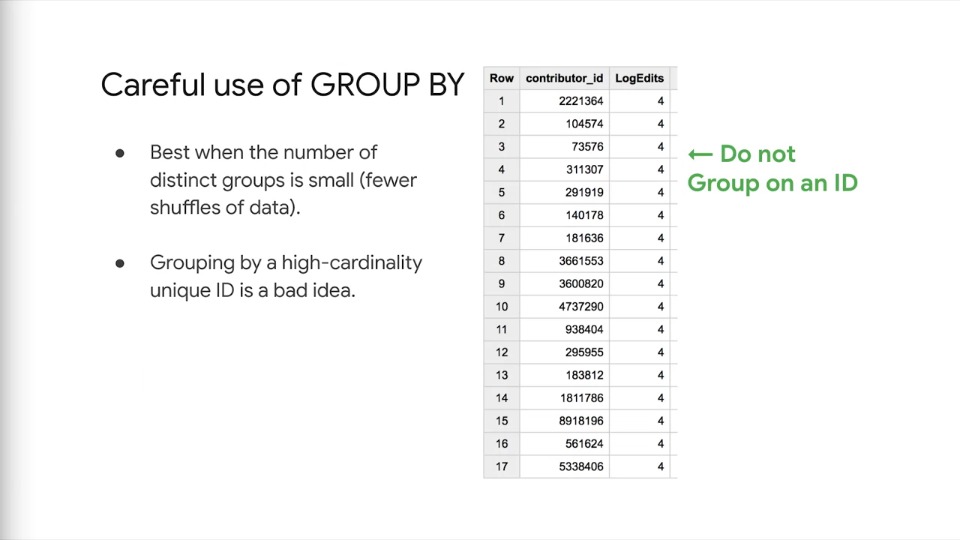 Careful use of GROUP BY
● Best when the number of
distinct groups is small (fewer
shuffles of data).
● Grouping by a high-cardinality
unique ID is a bad idea.
Row contributor_id LogEdits
1 2221364 4
2 104574 4
3 73576 4
4 311307 4
5 291919 4
6 140178 4
7 181636 4
8 3661553 4
9 3600820 4
10 4737290 4
11 938404 4
12 295955 4
13 183812 4
14 1811786 4
15 8918196 4
16 561624 4
17 5338406 4
← Do not
Group on an ID